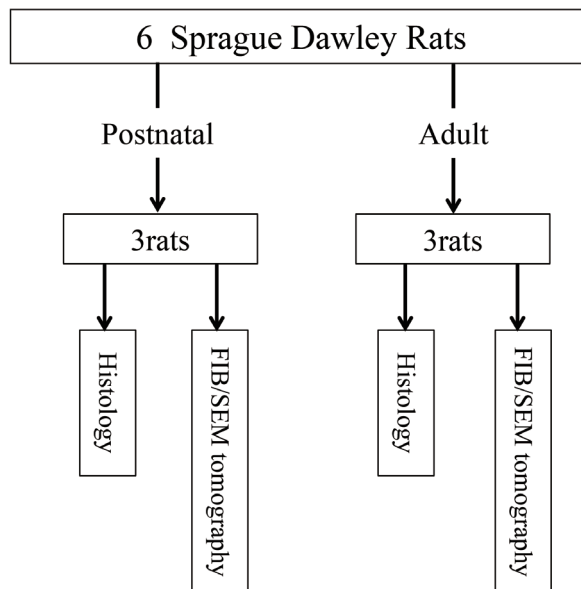 6 Sprague Dawley Rats
Postnatal
Adult
3rats
3rats
Histology
FIB/SEM tomography
Histology
FIB/SEM tomography